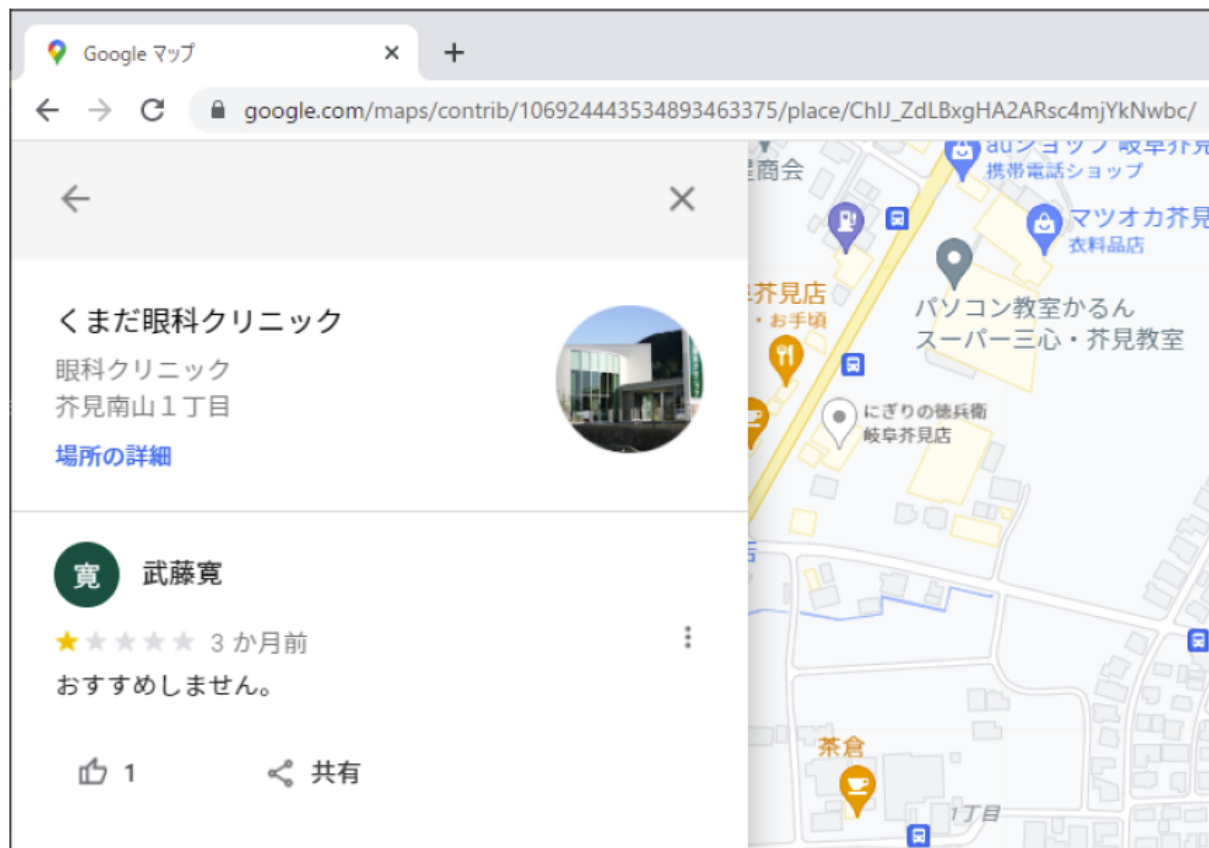 Google マップ
google.com/maps/contrib/106924443534893463375/place/ChIJ_ZdLBxgHA2ARsc4mjYkNwbc/
くまだ眼科クリニック
眼科クリニック
芥見南山１丁目
場所の詳細
寛
武藤寛
3 か月前
おすすめしません。
1
共有
商会
auショップ 岐阜芥見
携帯電話ショップ
マツオカ芥見
衣料品店
芥見店
・お手頃
パソコン教室かるん
スーパー三心・芥見教室
にぎりの徳兵衛
岐阜芥見店
茶倉
1丁目